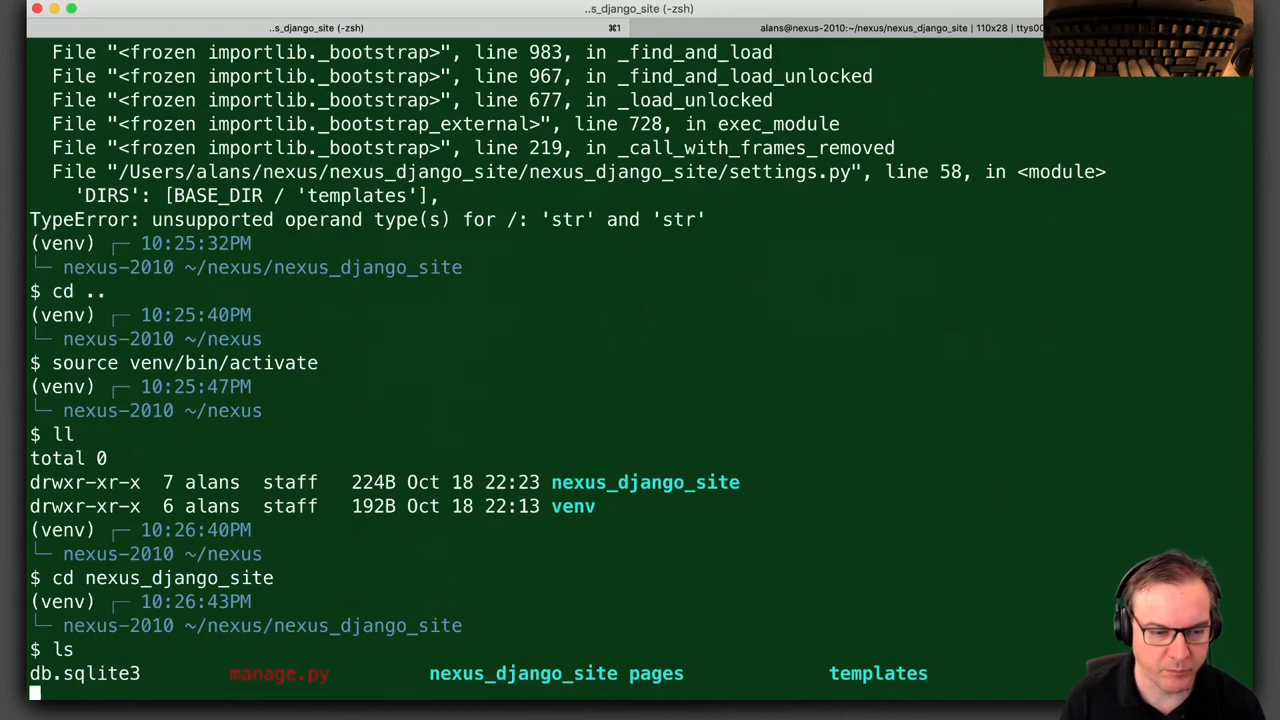 ..s_django_site (-zsh)
..s_django_site (-zsh) ⌘1 alans@nexus-2010:~/nexus/nexus_django_site | 110x28 | ttys00
File "<frozen importlib._bootstrap>", line 983, in _find_and_load
File "<frozen importlib._bootstrap>", line 967, in _find_and_load_unlocked
File "<frozen importlib._bootstrap>", line 677, in _load_unlocked
File "<frozen importlib._bootstrap_external>", line 728, in exec_module
File "<frozen importlib._bootstrap>", line 219, in _call_with_frames_removed
File "/Users/alans/nexus/nexus_django_site/nexus_django_site/settings.py", line 58, in <module>
'DIRS': [BASE_DIR / 'templates'],
TypeError: unsupported operand type(s) for /: 'str' and 'str'
(venv) ┌─ 10:25:32PM
└─ nexus-2010 ~/nexus/nexus_django_site
$ cd ..
(venv) ┌─ 10:25:40PM
└─ nexus-2010 ~/nexus
$ source venv/bin/activate
(venv) ┌─ 10:25:47PM
└─ nexus-2010 ~/nexus
$ ll
total 0
drwxr-xr-x 7 alans staff 224B Oct 18 22:23 nexus_django_site
drwxr-xr-x 6 alans staff 192B Oct 18 22:13 venv
(venv) ┌─ 10:26:40PM
└─ nexus-2010 ~/nexus
$ cd nexus_django_site
(venv) ┌─ 10:26:43PM
└─ nexus-2010 ~/nexus/nexus_django_site
$ ls
db.sqlite3 manage.py nexus_django_site pages templates